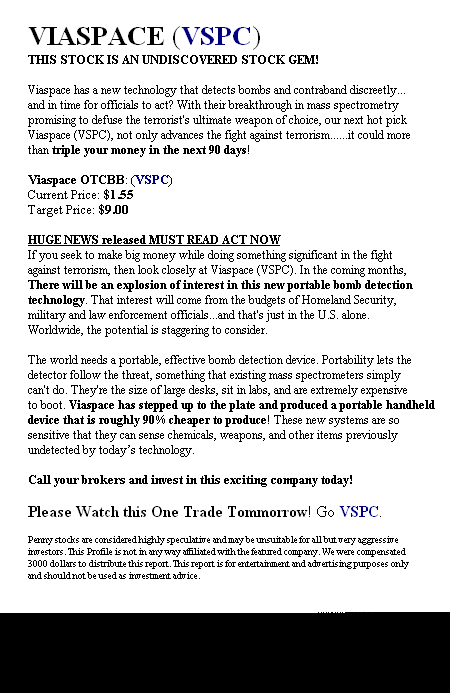 VIASPACE (VSPC)
THIS STOCK IS AN UNDISCOVERED STOCK GEM!
Viaspace has a new technology that detects bombs and contraband discreetly...
and in time for officials to act? With their breakthrough in mass spectrometry
promising to defuse the terrorist's ultimate weapon of choice, our next hot pick
Viaspace (VSPC), not only advances the fight against terrorism......it could more
than triple your money in the next 90 days!
Viaspace OTCBB: (VSPC)
Current Price: $1.55
Target Price: $9.00
HUGE NEWS released MUST READ ACT NOW
If you seek to make big money while doing something significant in the fight
against terrorism, then look closely at Viaspace (VSPC). In the coming months,
There will be an explosion of interest in this new portable bomb detection
technology. That interest will come from the budgets of Homeland Security,
military and law enforcement officials...and that's just in the U.S. alone.
Worldwide, the potential is staggering to consider.
The world needs a portable, effective bomb detection device. Portability lets the
detector follow the threat, something that existing mass spectrometers simply
can't do. They're the size of large desks, sit in labs, and are extremely expensive
to boot. Viaspace has stepped up to the plate and produced a portable handheld
device that is roughly 90% cheaper to produce! These new systems are so
sensitive that they can sense chemicals, weapons, and other items previously
undetected by today's technology.
Call your brokers and invest in this exciting company today!
Please Watch this One Trade Tommorrow! Go VSPC.
Penny stocks are considered highly speculative and may be unsuitable for all but very aggressive
investors. This Profile is not in any way affiliated with the featured company. We were compensated
3000 dollars to distribute this report. This report is for entertainment and advertising purposes only
and should not be used as investment advice.